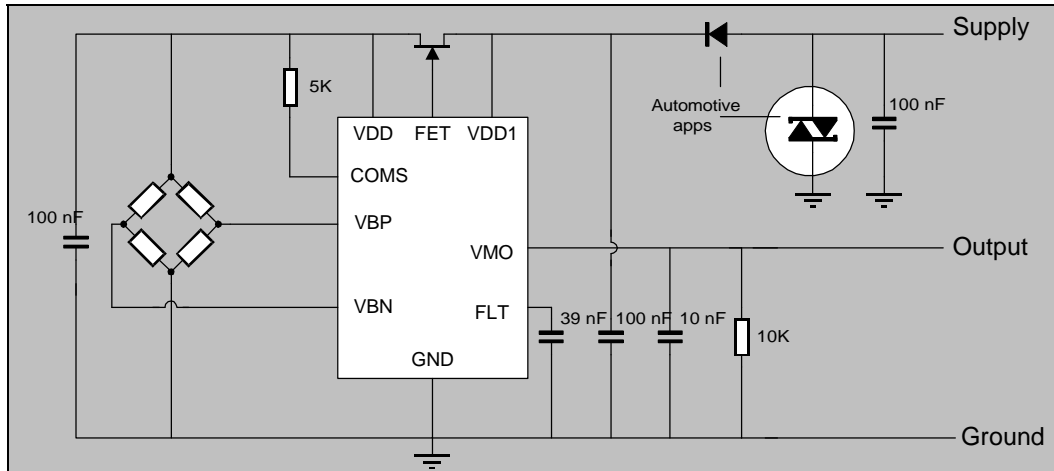 Supply
5K
Automotive
apps
100 nF
VDD
FET
VDD1
COMS
100 nF
VBP
VMO
Output
VBN
FLT
39 nF
100 nF
10 nF
10K
GND
Ground